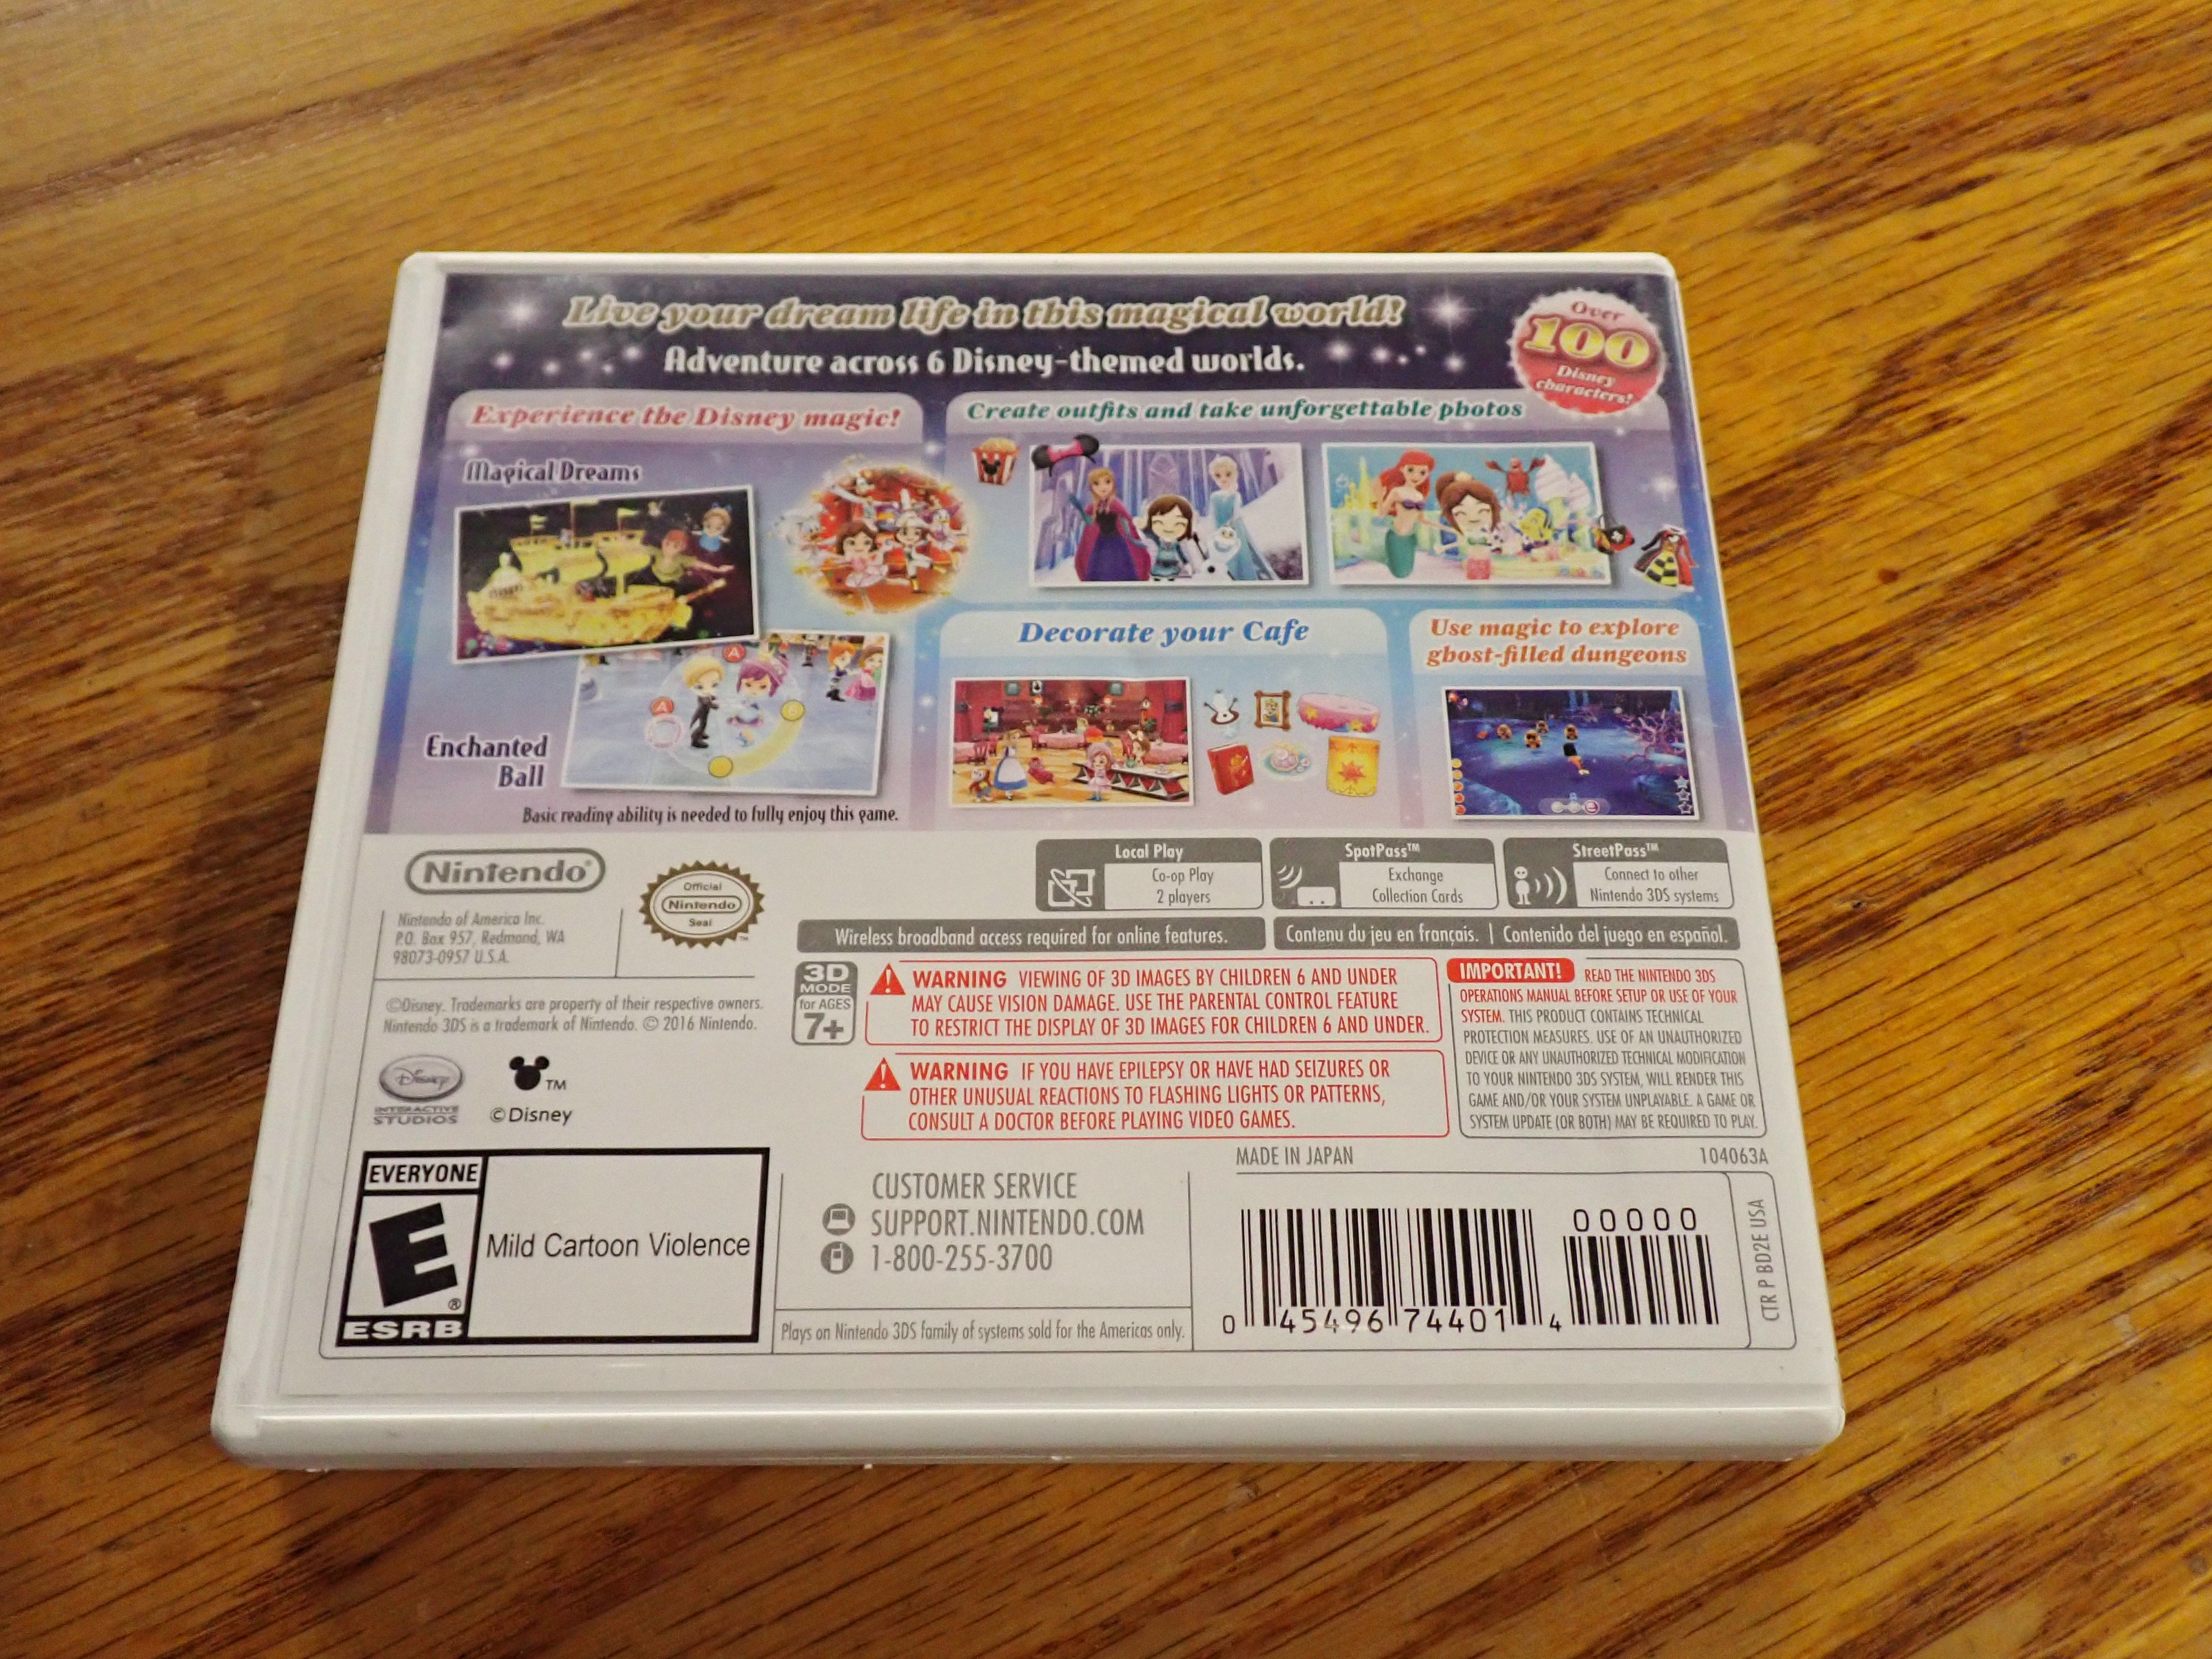 Live your dream life in this magical world!
Adventure across 6 Disney-themed worlds.
Over
100
Disney
characters!
Experience the Disney magic!
Magical Dreams
Enchanted
Ball
Basic reading ability is needed to fully enjoy this game.
Create outfits and take unforgettable photos
Decorate your Cafe
Use magic to explore
ghost-filled dungeons
A
A
Nintendo®
Nintendo of America Inc.
P.O. Box 957, Redmond, WA
98073-0957 U.S.A.
Official
Nintendo
Seal
TM
Local Play
Co-op Play
2 players
SpotPass™
Exchange
Collection Cards
StreetPass™
Connect to other
Nintendo 3DS systems
Wireless broadband access required for online features.
Contenu du jeu en français. | Contenido del juego en español.
©Disney. Trademarks are property of their respective owners.
Nintendo 3DS is a trademark of Nintendo. © 2016 Nintendo.
Disney
INTERACTIVE
STUDIOS
TM
©Disney
3D
MODE
for AGES
7+
WARNING VIEWING OF 3D IMAGES BY CHILDREN 6 AND UNDER
MAY CAUSE VISION DAMAGE. USE THE PARENTAL CONTROL FEATURE
TO RESTRICT THE DISPLAY OF 3D IMAGES FOR CHILDREN 6 AND UNDER.
WARNING IF YOU HAVE EPILEPSY OR HAVE HAD SEIZURES OR
OTHER UNUSUAL REACTIONS TO FLASHING LIGHTS OR PATTERNS,
CONSULT A DOCTOR BEFORE PLAYING VIDEO GAMES.
IMPORTANT! READ THE NINTENDO 3DS
OPERATIONS MANUAL BEFORE SETUP OR USE OF YOUR
SYSTEM. THIS PRODUCT CONTAINS TECHNICAL
PROTECTION MEASURES. USE OF AN UNAUTHORIZED
DEVICE OR ANY UNAUTHORIZED TECHNICAL MODIFICATION
TO YOUR NINTENDO 3DS SYSTEM, WILL RENDER THIS
GAME AND/OR YOUR SYSTEM UNPLAYABLE. A GAME OR
SYSTEM UPDATE (OR BOTH) MAY BE REQUIRED TO PLAY.
EVERYONE
E
®
ESRB
Mild Cartoon Violence
CUSTOMER SERVICE
SUPPORT.NINTENDO.COM
1-800-255-3700
Plays on Nintendo 3DS family of systems sold for the Americas only.
MADE IN JAPAN
104063A
00000
0 45496 74401 4
CTR P BD2E USA